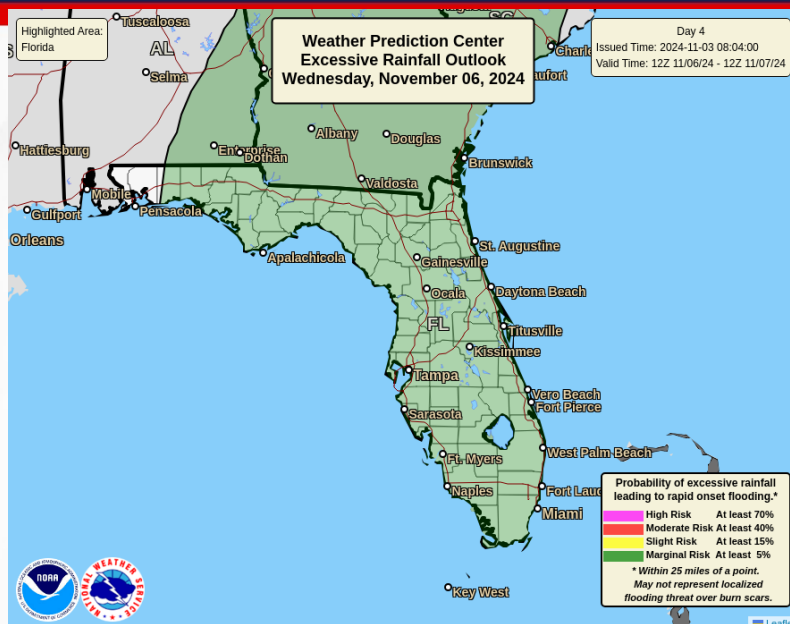 Highlighted Area:
Florida
Weather Prediction Center
Excessive Rainfall Outlook
Wednesday, November 06, 2024
Day 4
Issued Time: 2024-11-03 08:04:00
Valid Time: 12Z 11/06/24 - 12Z 11/07/24
Tuscaloosa
SC
AL
Charle
Selma
aufort
Albany
Douglas
Hattiesburg
Enterprise
Dothan
Brunswick
Valdosta
Mobile
Pensacola
Gulfport
Orleans
St. Augustine
Apalachicola
Gainesville
Ocala
Daytona Beach
FL
Titusville
Kissimmee
Tampa
Vero Beach
Fort Pierce
Sarasota
West Palm Beach
Ft. Myers
Naples
Fort Laud
Miami
Key West
Probability of excessive rainfall
leading to rapid onset flooding.*
High Risk At least 70%
Moderate Risk At least 40%
Slight Risk At least 15%
Marginal Risk At least 5%
* Within 25 miles of a point.
May not represent localized
flooding threat over burn scars.
NOAA
NATIONAL WEATHER SERVICE
Leafle